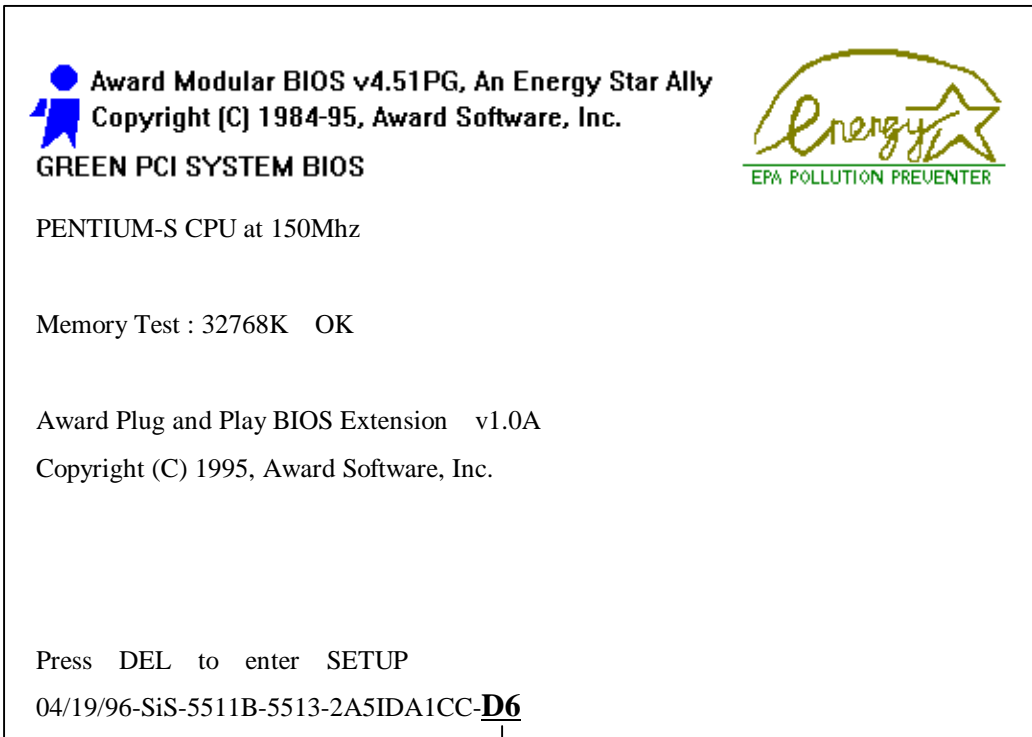 Award Modular BIOS v4.51PG, An Energy Star Ally
Copyright (C) 1984-95, Award Software, Inc.
GREEN PCI SYSTEM BIOS
energy
EPA POLLUTION PREVENTER
PENTIUM-S CPU at 150Mhz
Memory Test : 32768K OK
Award Plug and Play BIOS Extension v1.0A
Copyright (C) 1995, Award Software, Inc.
Press DEL to enter SETUP
04/19/96-SiS-5511B-5513-2A5IDA1CC-D6